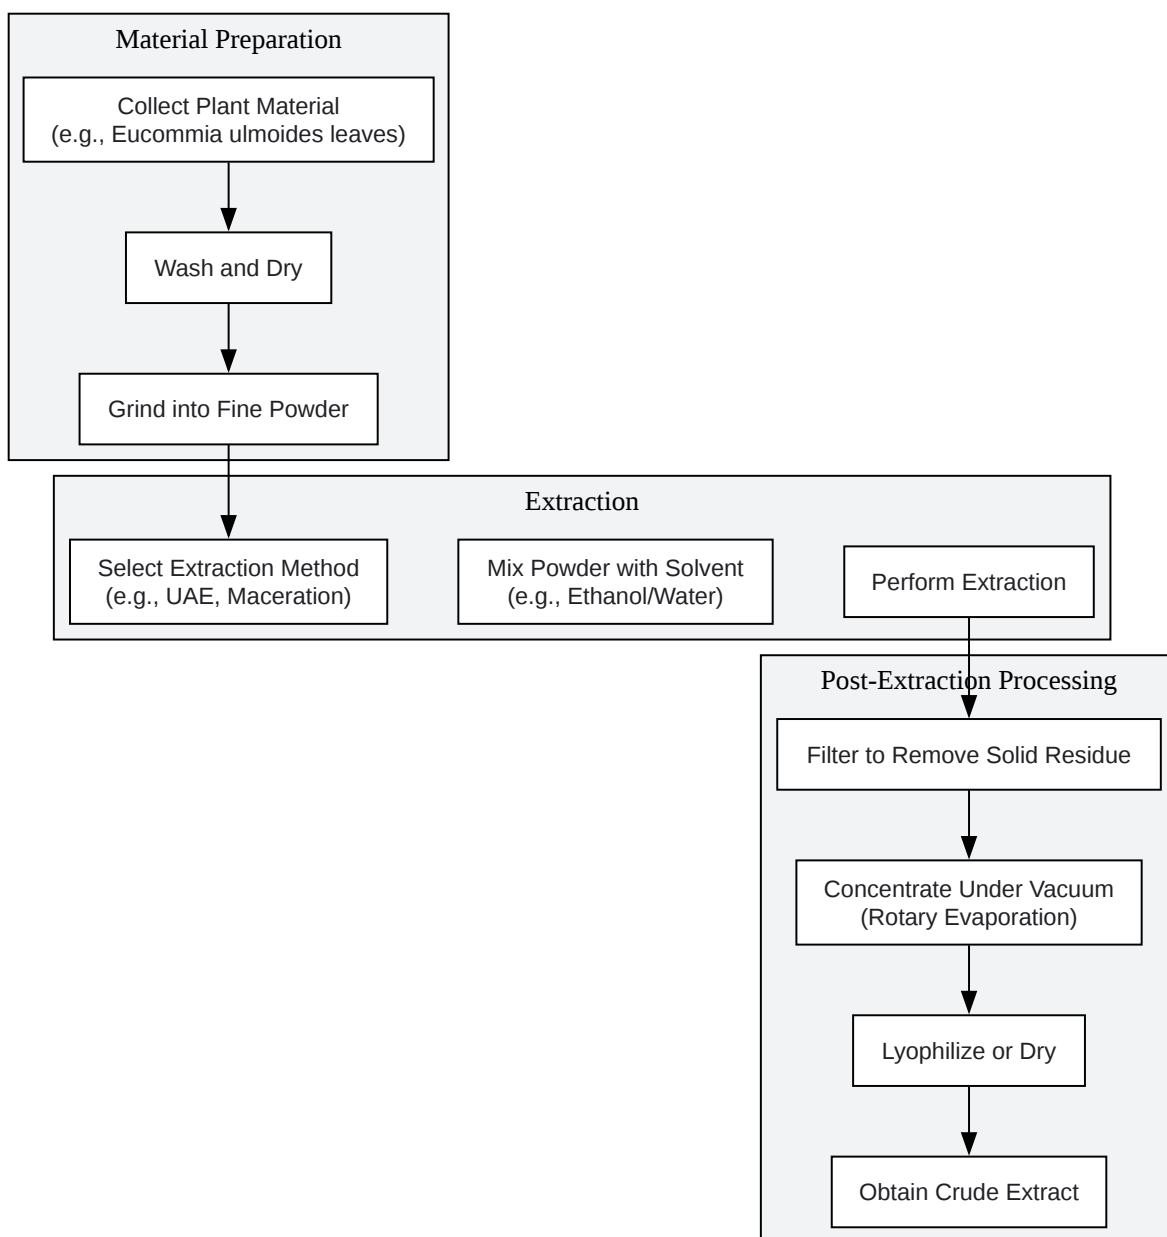 Material Preparation
Collect Plant Material
(e.g., Eucommia ulmoides leaves)
Wash and Dry
Grind into Fine Powder
Extraction
Select Extraction Method
(e.g., UAE, Maceration)
Mix Powder with Solvent
(e.g., Ethanol/Water)
Perform Extraction
Post-Extraction Processing
Filter to Remove Solid Residue
Concentrate Under Vacuum
(Rotary Evaporation)
Lyophilize or Dry
Obtain Crude Extract